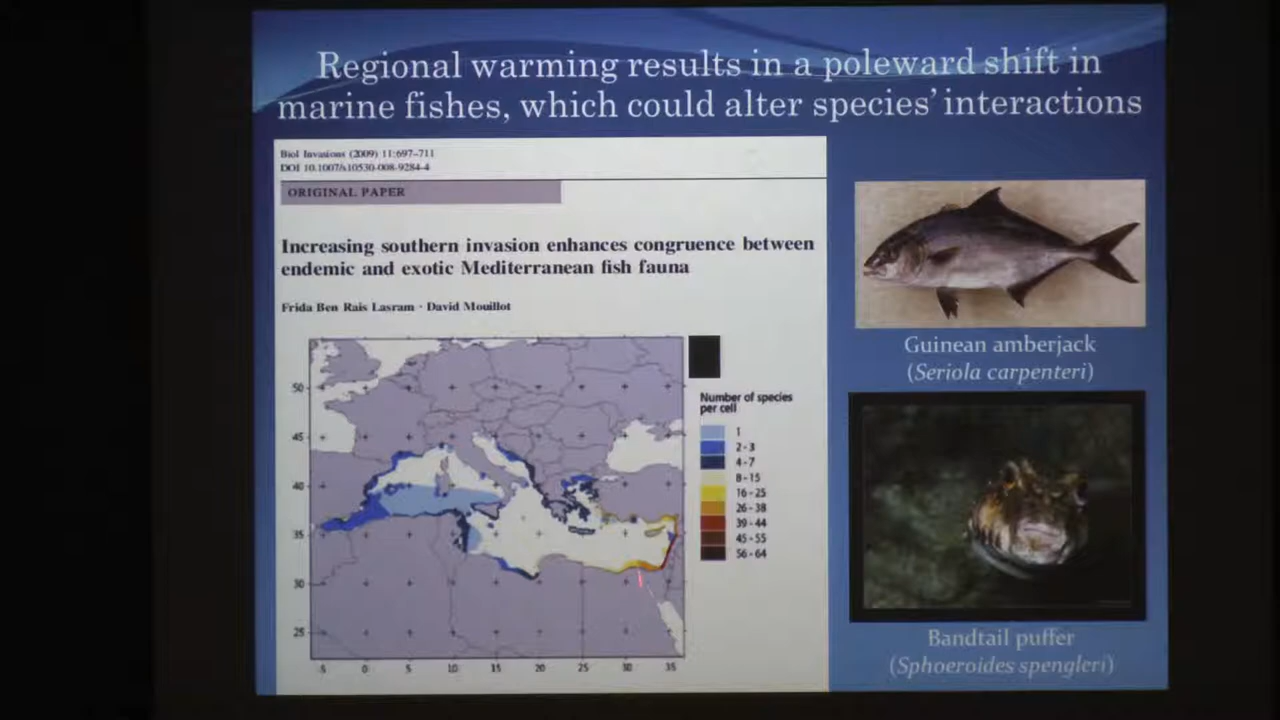 Regional warming results in a poleward shift in
marine fishes, which could alter species' interactions
Biol Invasions (2009) 11:697–711
DOI 10.1007/s10530-008-9284-4
ORIGINAL PAPER
Increasing southern invasion enhances congruence between
endemic and exotic Mediterranean fish fauna
Frida Ben Rais Lasram · David Mouillot
50
45
40
35
30
25
-5 0 5 10 15 20 25 30 35
Number of species
per cell
1
2-3
4-7
8-15
16-25
26-38
39-44
45-55
56-64
Guinean amberjack
(Seriola carpenteri)
Bandtail puffer
(Sphoeroides spengleri)